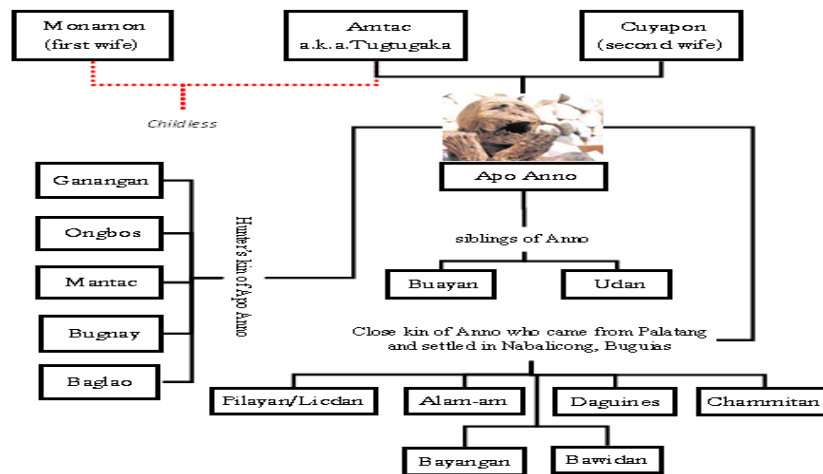 Monamon
(first wife)
Amtac
a.k.a.Tugtugaka
Cuyapon
(second wife)
Childless
Apo Anno
Ganangan
Ongbos
Mantac
Bugnay
Baglao
Hunter's kin of Apo Anno
siblings of Anno
Buayan
Udan
Close kin of Anno who came from Palatang
and settled in Nabalicong, Buguias
Pilayan/Licdan
Alam-am
Daguines
Chammitan
Bayangan
Bawidan